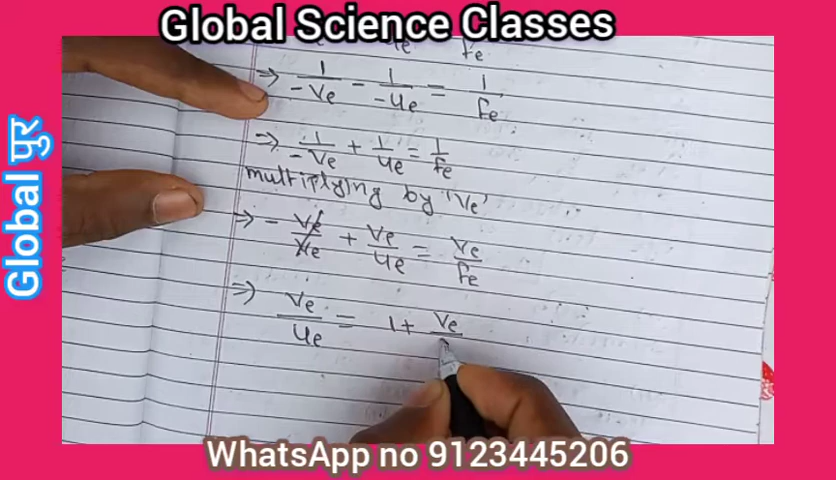 Global Science Classes
fe
⇒ 1/-Ve - 1/-ue = 1/fe
⇒ 1/-Ve + 1/ue = 1/fe
multiplying by 'Ve'
⇒ - Ve/Ve + Ve/ue = Ve/fe
⇒ Ve/ue = 1 + Ve/
Global पुर
WhatsApp no 9123445206